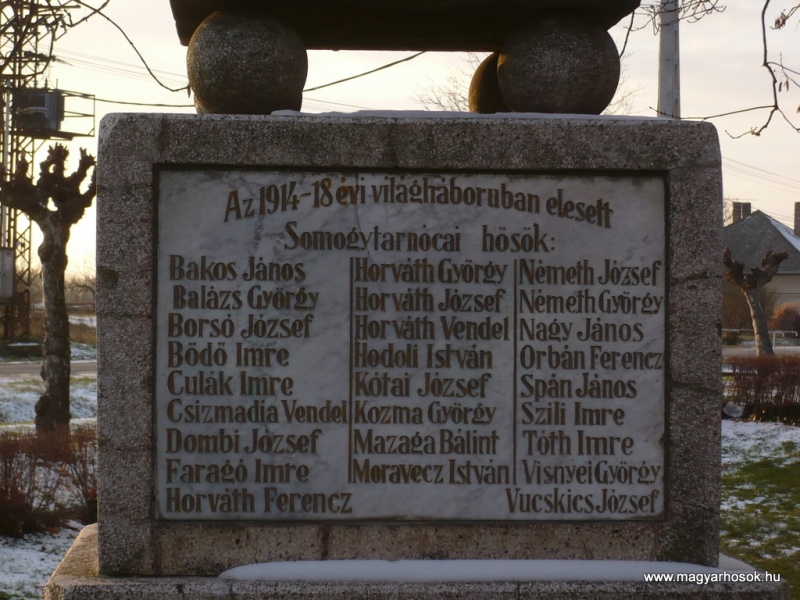 Az 1914-18 évi világháboruban elesett
Somogytarnócai hösök:
Bakos János
Balázs György
Borsó József
Bödö Imre
Culák Imre
Csizmadia Vendel
Dombi József
Faragó Imre
Horváth Ferencz
Horváth György
Horváth József
Horváth Vendel
Hodoli István
Kótai József
Kozma György
Mazaga Bálint
Moravecz István
Németh József
Németh György
Nagy János
Orbán Ferencz
Spán János
Szili Imre
Tóth Imre
Visnyei György
Vucskics József
www.magyarhosok.hu